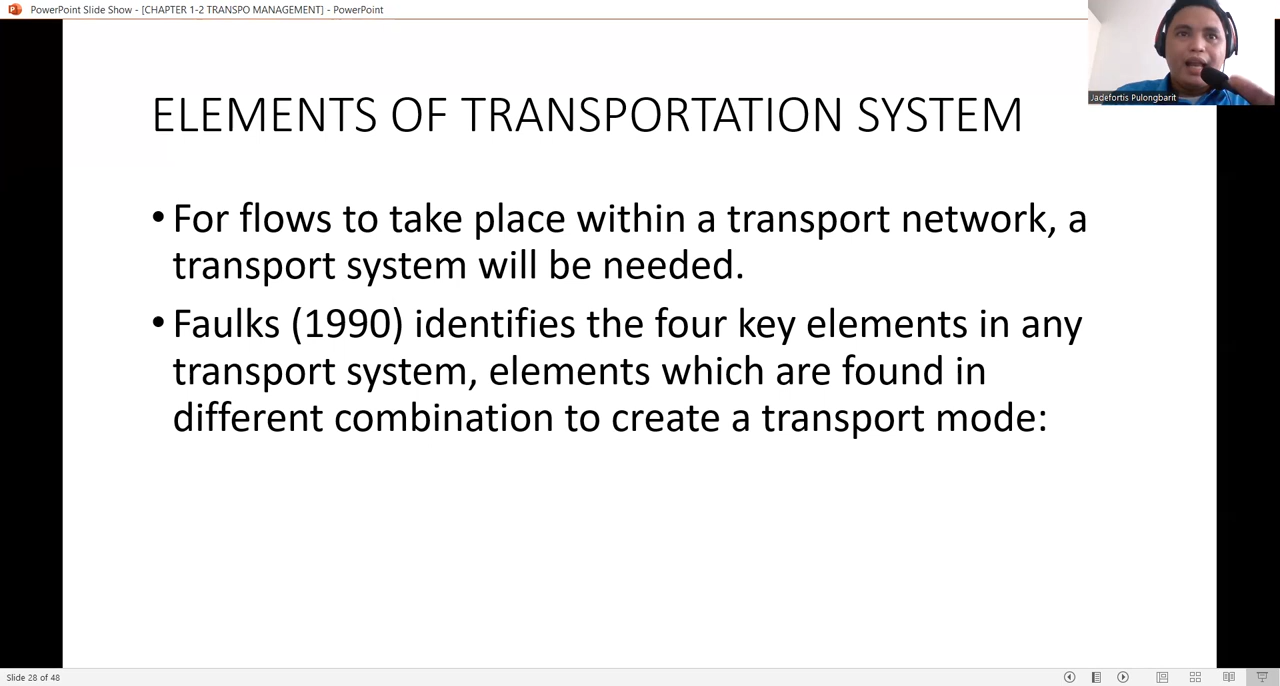 PowerPoint Slide Show - [CHAPTER 1-2 TRANSPO MANAGEMENT] - PowerPoint
Jadefortis Pulongbarit
ELEMENTS OF TRANSPORTATION SYSTEM
• For flows to take place within a transport network, a
transport system will be needed.
• Faulks (1990) identifies the four key elements in any
transport system, elements which are found in
different combination to create a transport mode:
Slide 28 of 48